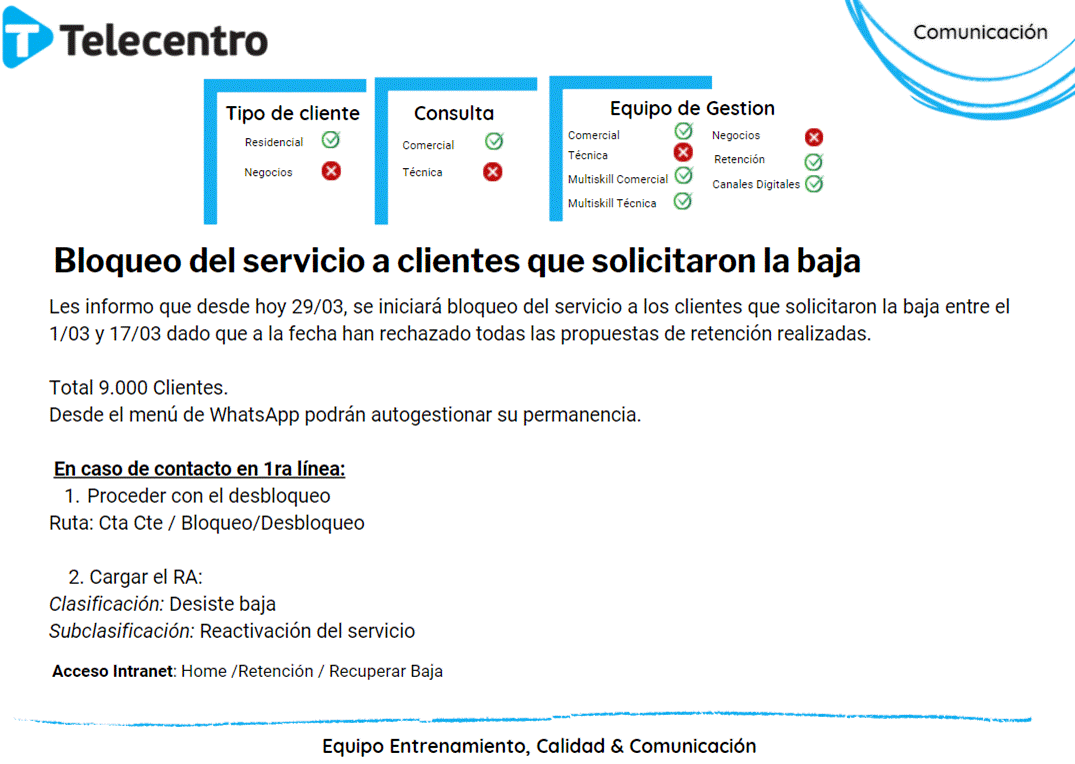 Telecentro
Comunicación
Tipo de cliente
Residencial
Negocios
Consulta
Comercial
Técnica
Equipo de Gestion
Comercial
Técnica
Multiskill Comercial
Multiskill Técnica
Negocios
Retención
Canales Digitales
Bloqueo del servicio a clientes que solicitaron la baja
Les informo que desde hoy 29/03, se iniciará bloqueo del servicio a los clientes que solicitaron la baja entre el
1/03 y 17/03 dado que a la fecha han rechazado todas las propuestas de retención realizadas.
Total 9.000 Clientes.
Desde el menú de WhatsApp podrán autogestionar su permanencia.
En caso de contacto en 1ra línea:
1. Proceder con el desbloqueo
Ruta: Cta Cte / Bloqueo/Desbloqueo
2. Cargar el RA:
Clasificación: Desiste baja
Subclasificación: Reactivación del servicio
Acceso Intranet: Home /Retención / Recuperar Baja
Equipo Entrenamiento, Calidad & Comunicación